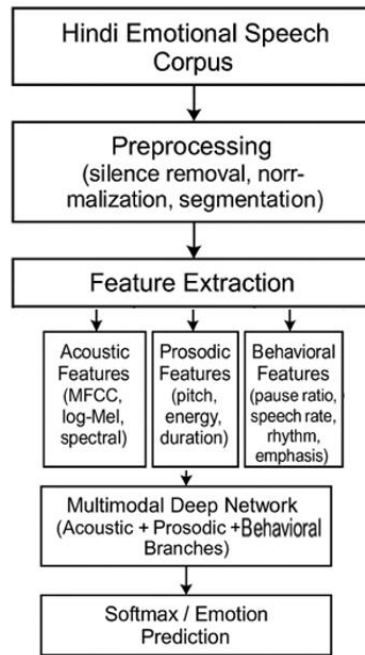 Hindi Emotional Speech
Corpus
Preprocessing
(silence removal, norr-
malization, segmentation)
Feature Extraction
Acoustic
Features
(MFCC,
log-Mel,
spectral)
Prosodic
Features
(pitch,
energy,
duration)
Behavioral
Features
(pause ratio,
speech rate,
rhythm,
emphasis)
Multimodal Deep Network
(Acoustic + Prosodic +Behavioral
Branches)
Softmax / Emotion
Prediction